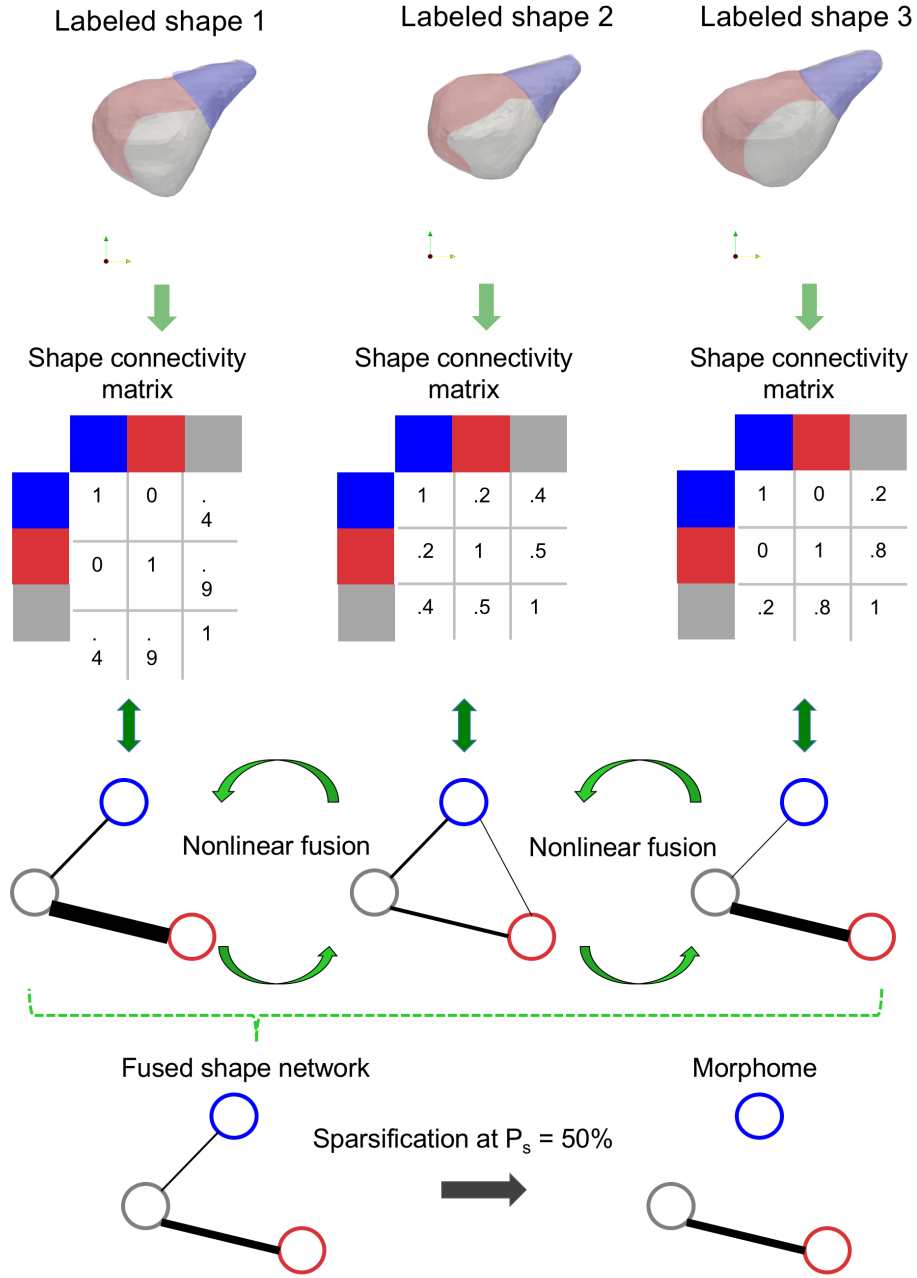 Labeled shape 1
Labeled shape 2
Labeled shape 3
Shape connectivity
matrix
1 0 .
4
0 1 .
9
. . 1
4 9
Shape connectivity
matrix
1 .2 .4
.2 1 .5
.4 .5 1
Shape connectivity
matrix
1 0 .2
0 1 .8
.2 .8 1
Nonlinear fusion
Nonlinear fusion
Fused shape network
Morphome
Sparsification at Pₛ = 50%